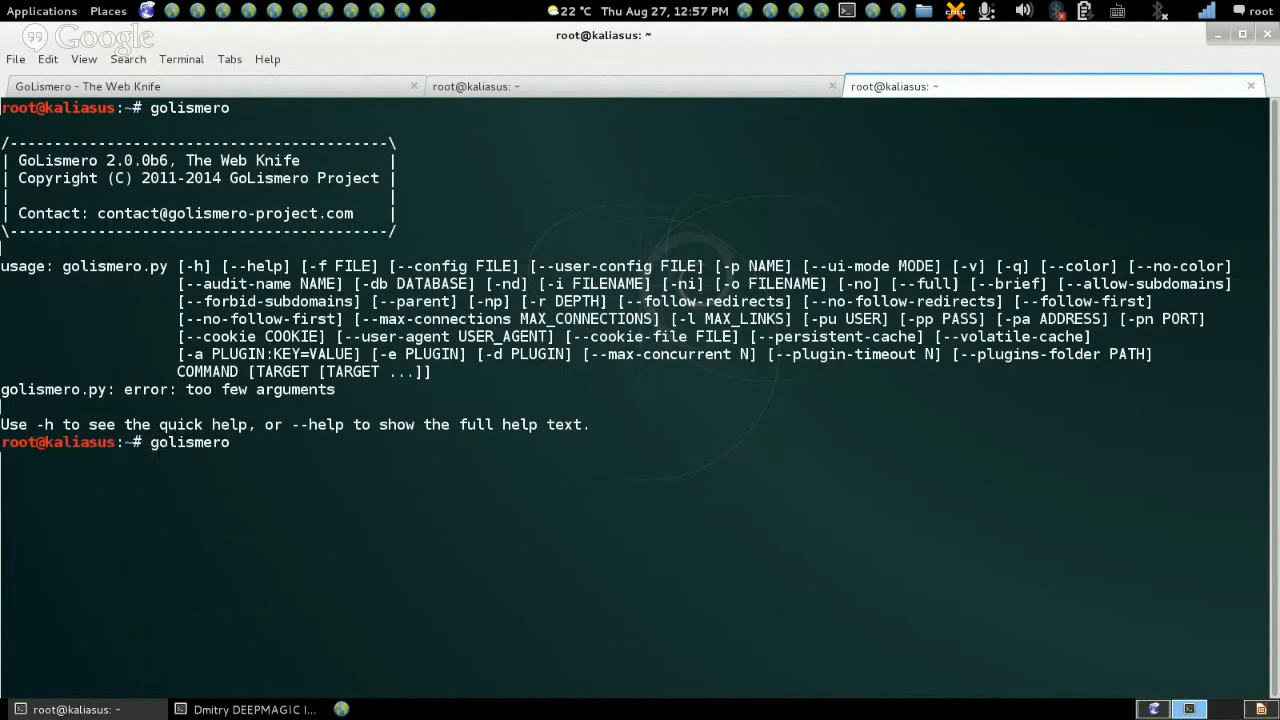 Applications Places 22 °C Thu Aug 27, 12:57 PM root
Google
root@kaliasus: ~
File Edit View Search Terminal Tabs Help
GoLismero - The Web Knife root@kaliasus: ~ root@kaliasus: ~
root@kaliasus:~# golismero
/-------------------------------------------\
| GoLismero 2.0.0b6, The Web Knife |
| Copyright (C) 2011-2014 GoLismero Project |
| |
| Contact: contact@golismero-project.com |
\-------------------------------------------/
usage: golismero.py [-h] [--help] [-f FILE] [--config FILE] [--user-config FILE] [-p NAME] [--ui-mode MODE] [-v] [-q] [--color] [--no-color]
[--audit-name NAME] [-db DATABASE] [-nd] [-i FILENAME] [-ni] [-o FILENAME] [-no] [--full] [--brief] [--allow-subdomains]
[--forbid-subdomains] [--parent] [-np] [-r DEPTH] [--follow-redirects] [--no-follow-redirects] [--follow-first]
[--no-follow-first] [--max-connections MAX_CONNECTIONS] [-l MAX_LINKS] [-pu USER] [-pp PASS] [-pa ADDRESS] [-pn PORT]
[--cookie COOKIE] [--user-agent USER_AGENT] [--cookie-file FILE] [--persistent-cache] [--volatile-cache]
[-a PLUGIN:KEY=VALUE] [-e PLUGIN] [-d PLUGIN] [--max-concurrent N] [--plugin-timeout N] [--plugins-folder PATH]
COMMAND [TARGET [TARGET ...]]
golismero.py: error: too few arguments
Use -h to see the quick help, or --help to show the full help text.
root@kaliasus:~# golismero
root@kaliasus: ~ Dmitry DEEPMAGIC I...